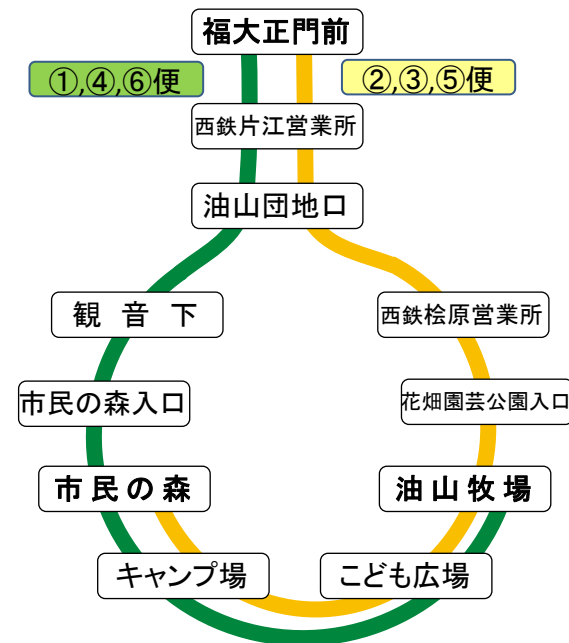 福大正門前
①,④,⑥便
②,③,⑤便
西鉄片江営業所
油山団地口
観音下
西鉄桧原営業所
市民の森入口
花畑園芸公園入口
市民の森
油山牧場
キャンプ場
こども広場